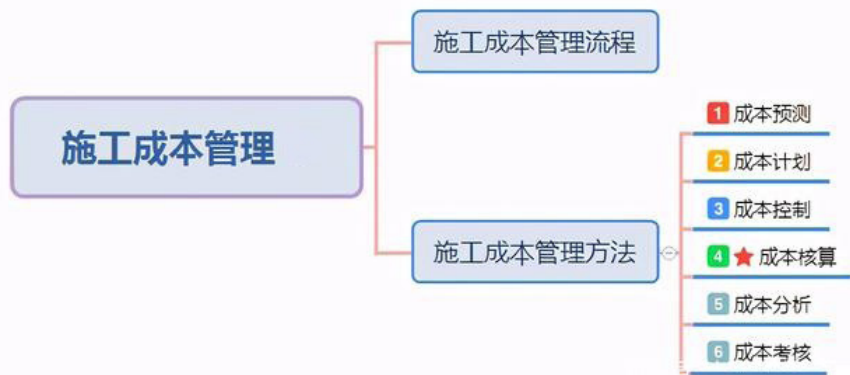 施工成本管理
施工成本管理流程
施工成本管理方法
1 成本预测
2 成本计划
3 成本控制
4 成本核算
5 成本分析
6 成本考核